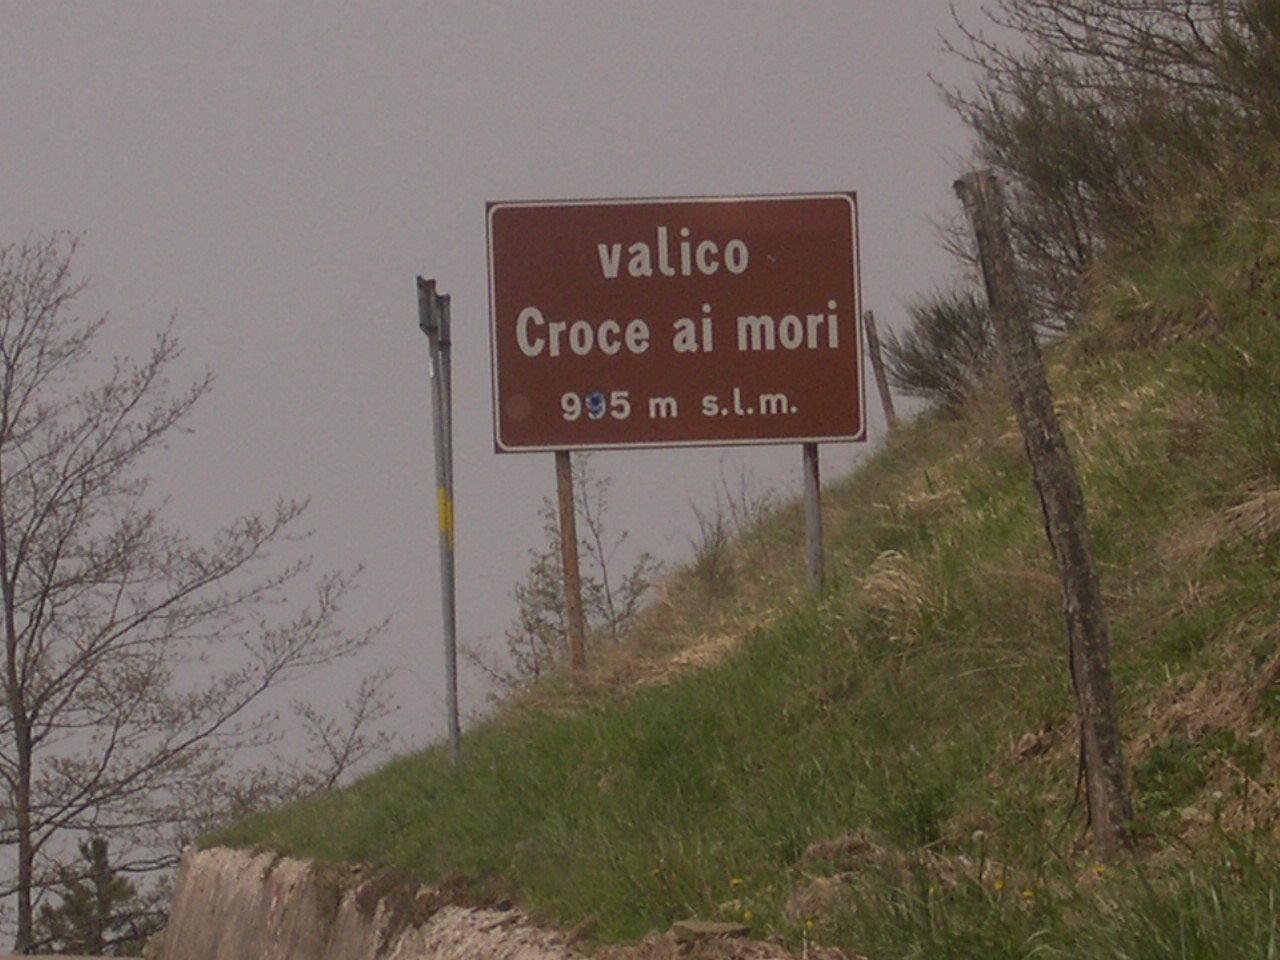 valico
Croce ai mori
995 m s.l.m.